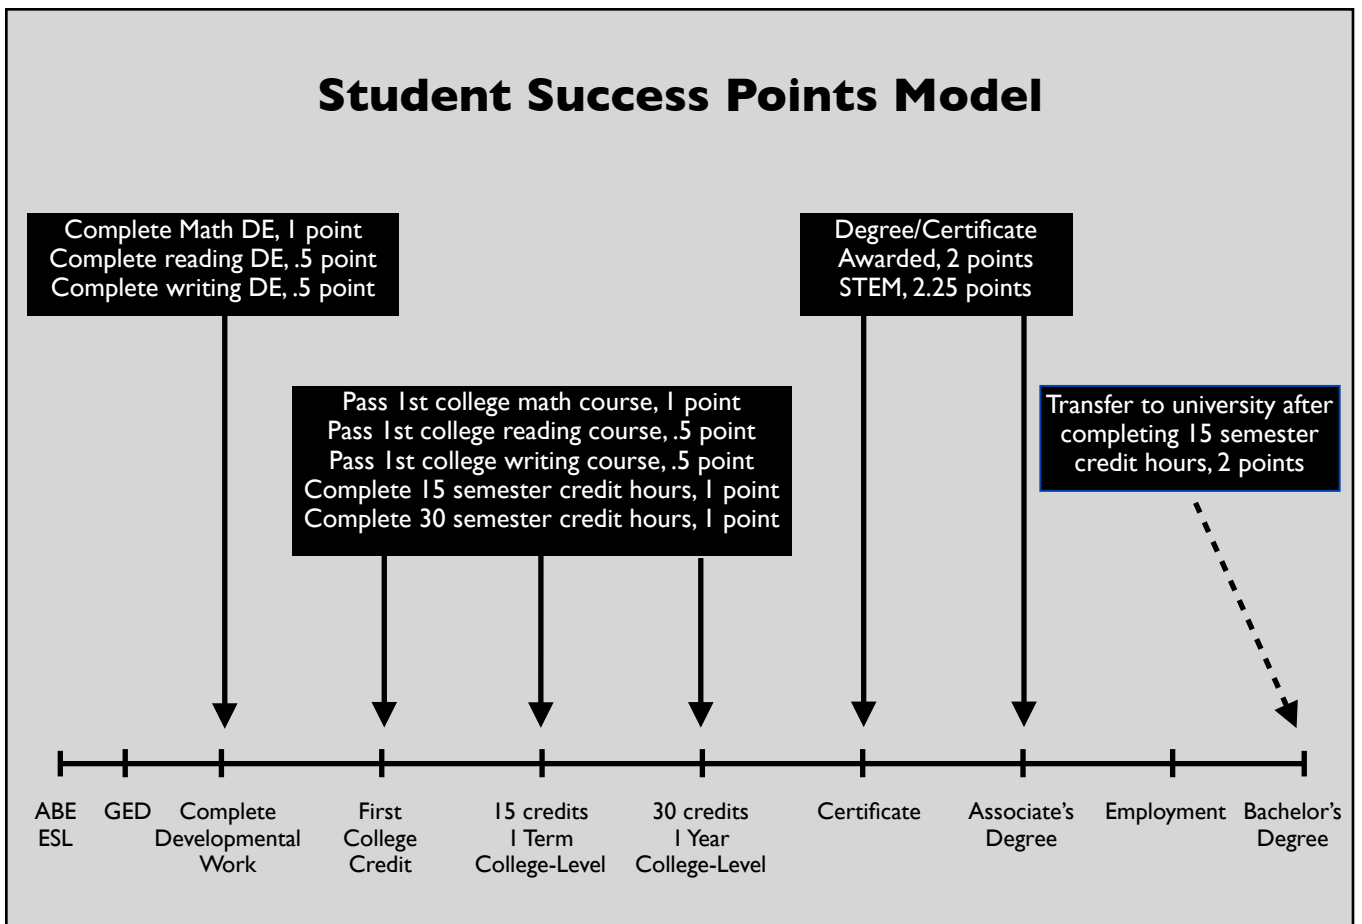 Student Success Points Model
Complete Math DE, 1 point
Complete reading DE, .5 point
Complete writing DE, .5 point
Degree/Certificate
Awarded, 2 points
STEM, 2.25 points
Pass 1st college math course, 1 point
Pass 1st college reading course, .5 point
Pass 1st college writing course, .5 point
Complete 15 semester credit hours, 1 point
Complete 30 semester credit hours, 1 point
Transfer to university after
completing 15 semester
credit hours, 2 points
ABE
ESL
GED
Complete
Developmental
Work
First
College
Credit
15 credits
1 Term
College-Level
30 credits
1 Year
College-Level
Certificate
Associate's
Degree
Employment
Bachelor's
Degree